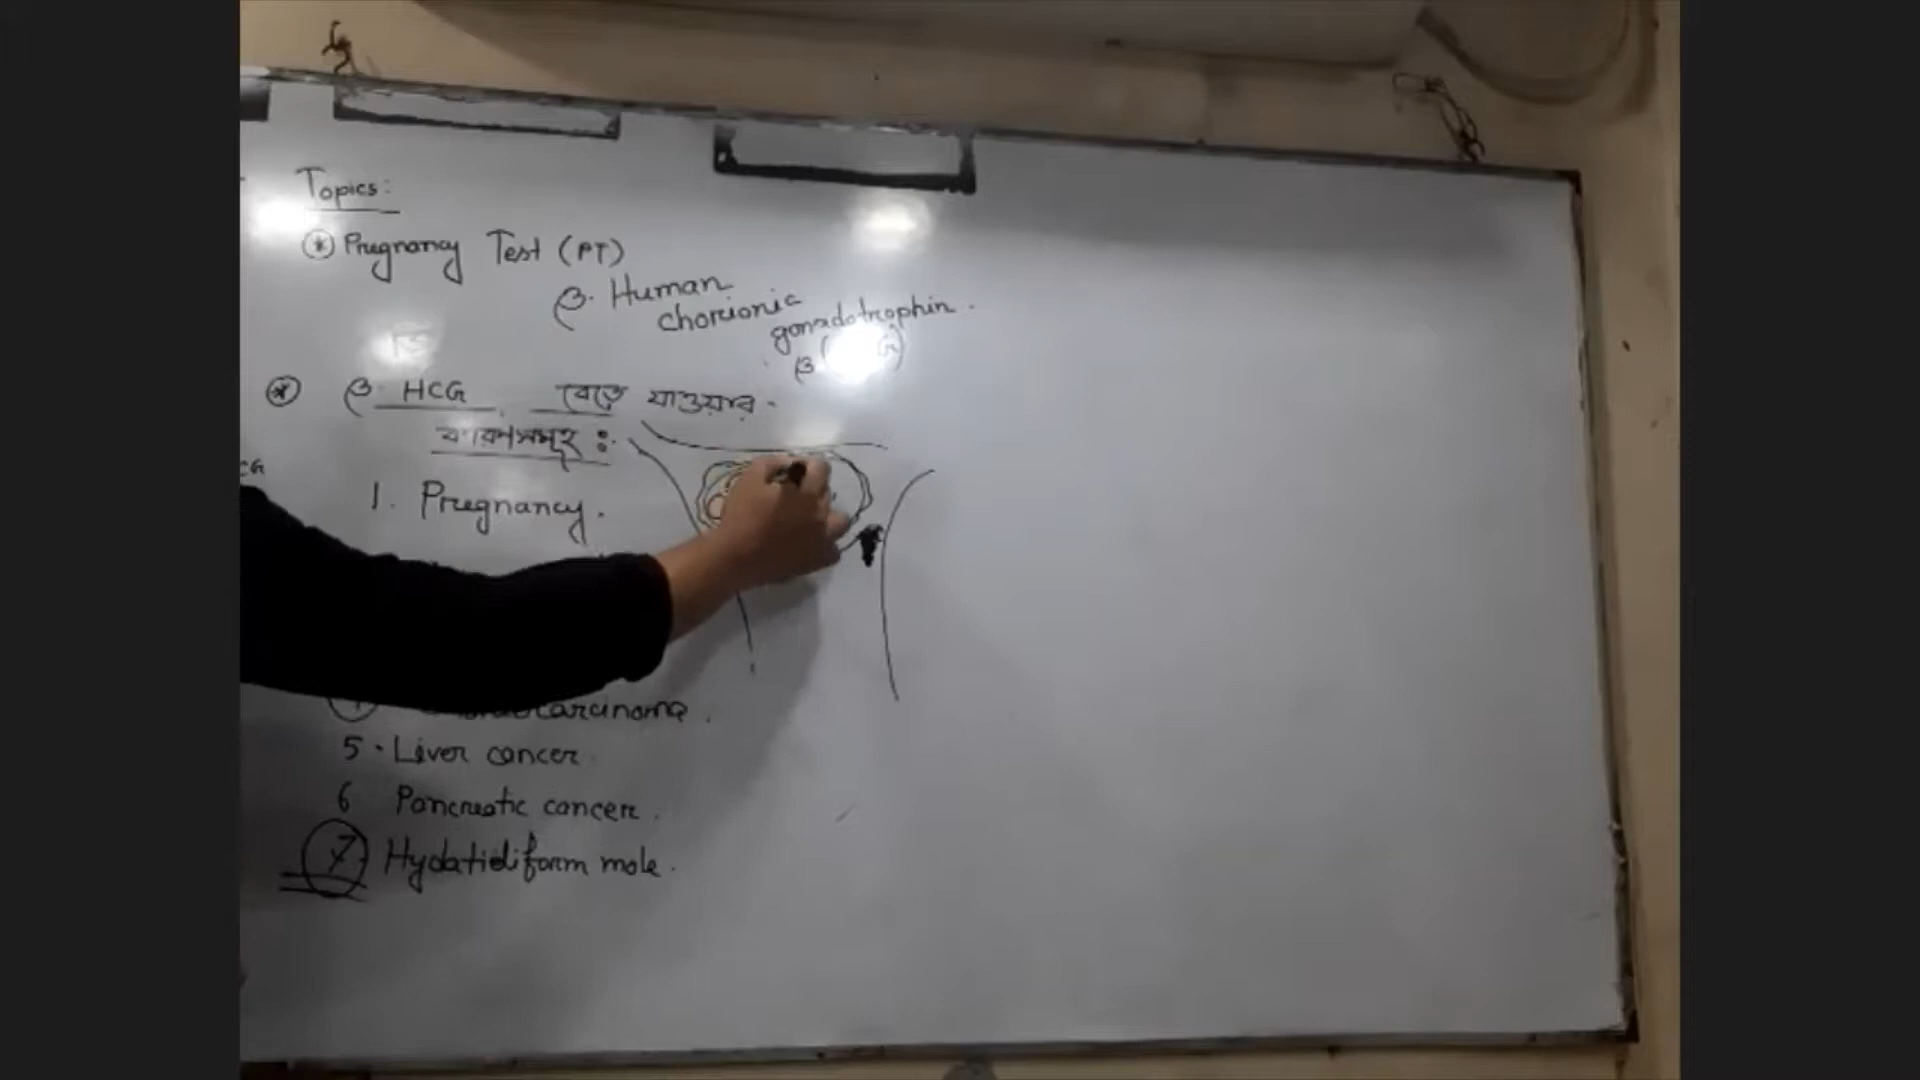 Topics:
* Pregnancy Test (PT)
β. Human
chorionic
gonadotrophin.
β
* β. HCG বেড়ে যাওয়ার.
কারণসমূহ :
CG
1. Pregnancy.
carcinoma.
5. Liver cancer
6 Pancreatic cancer.
7 Hydatidiform mole.